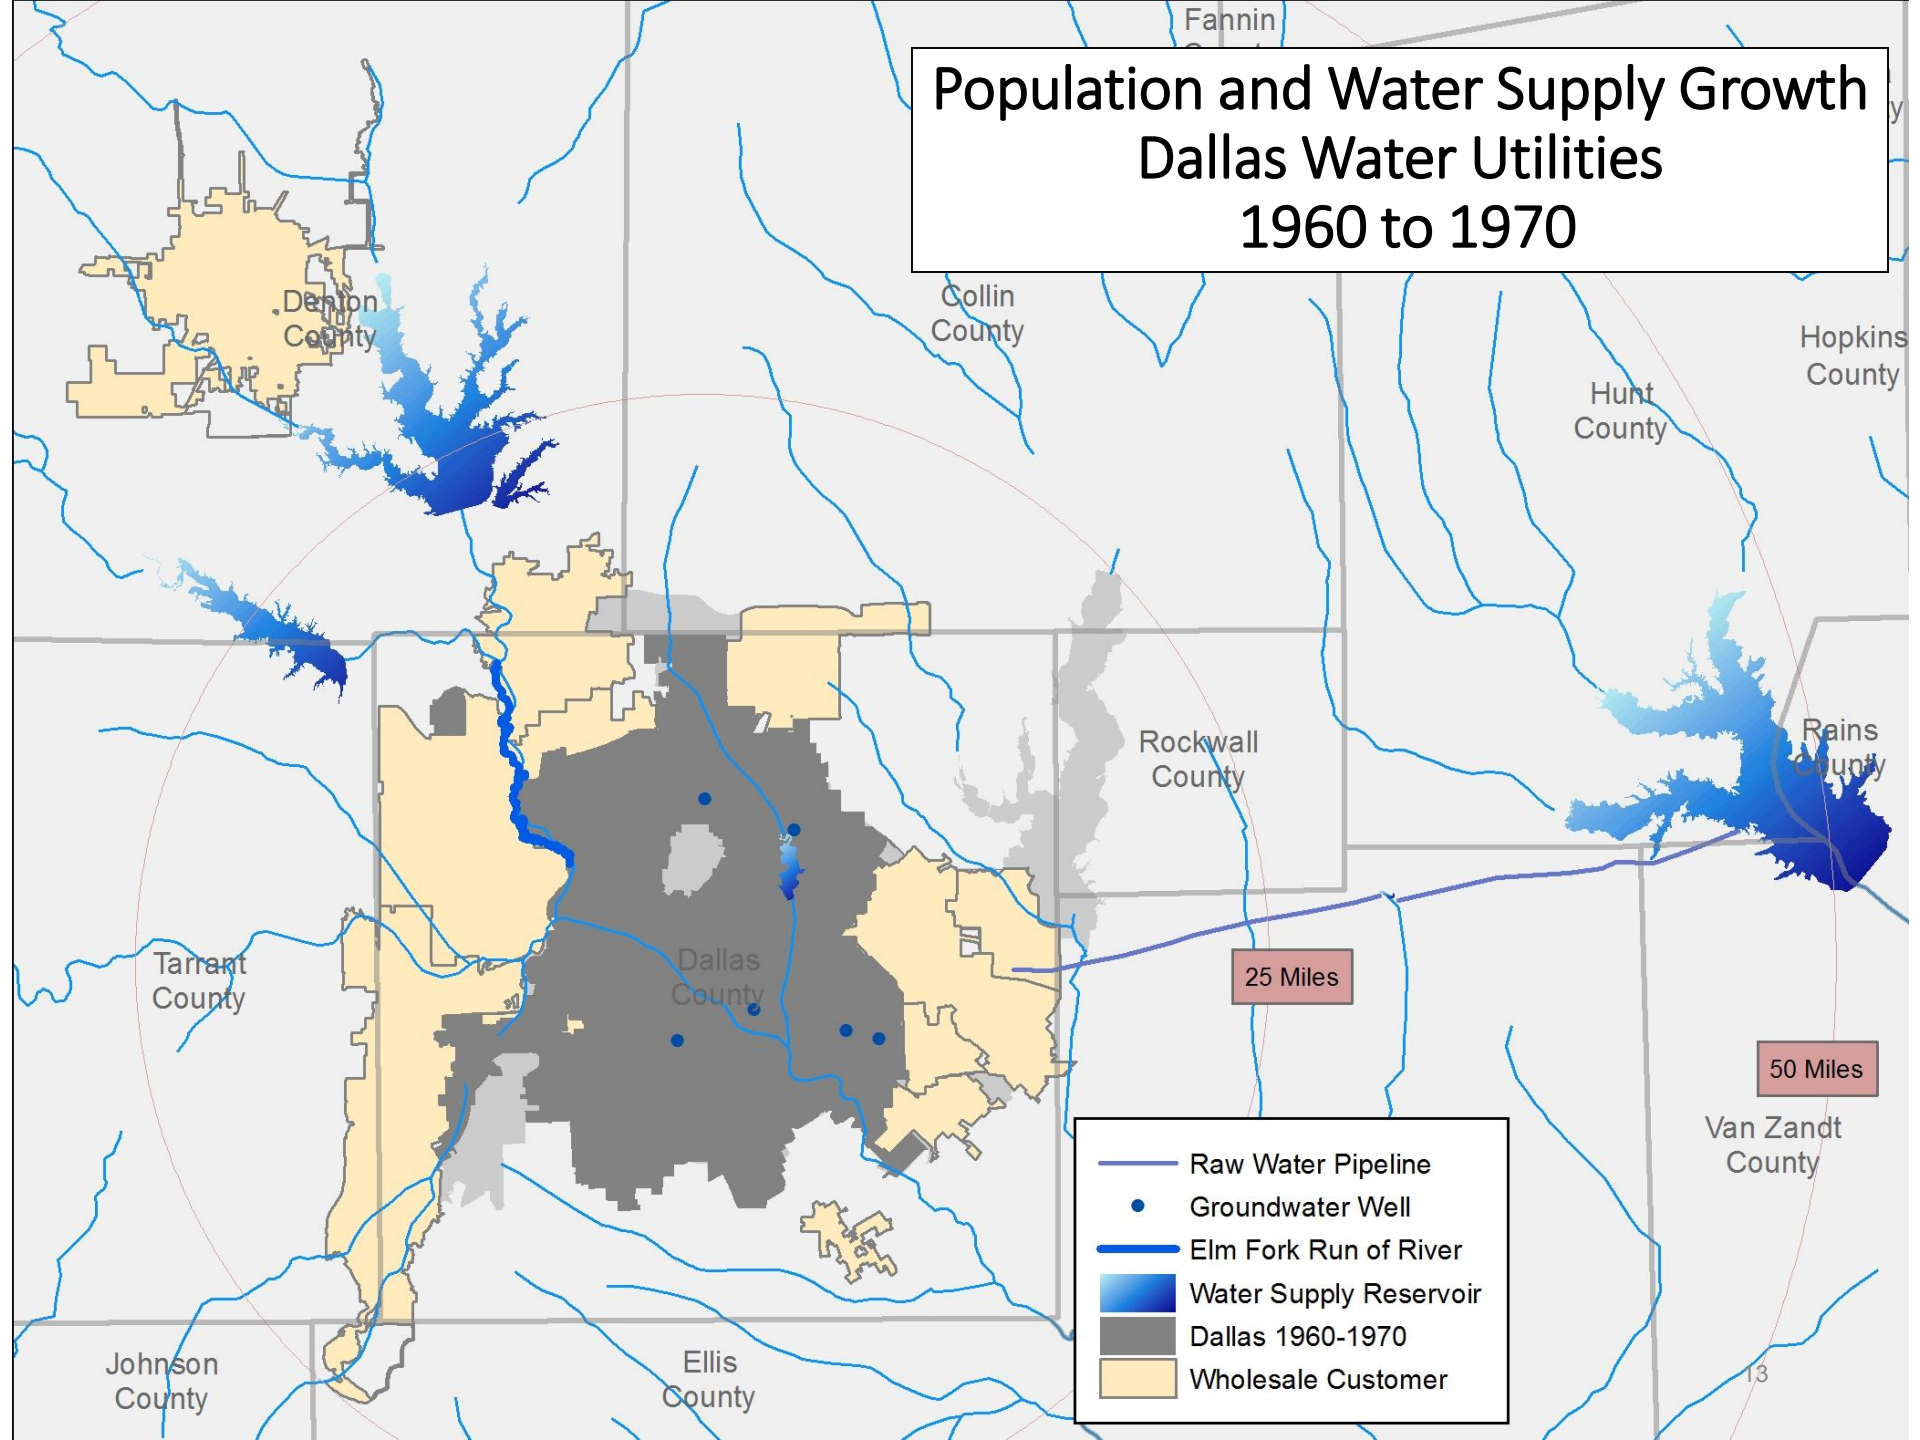 Fannin
Population and Water Supply Growth
Dallas Water Utilities
1960 to 1970
Denton
County
Collin
County
Hopkins
County
Hunt
County
Rockwall
County
Rains
County
Tarrant
County
Dallas
County
25 Miles
50 Miles
Van Zandt
County
Raw Water Pipeline
Groundwater Well
Elm Fork Run of River
Water Supply Reservoir
Dallas 1960-1970
Wholesale Customer
Johnson
County
Ellis
County
13